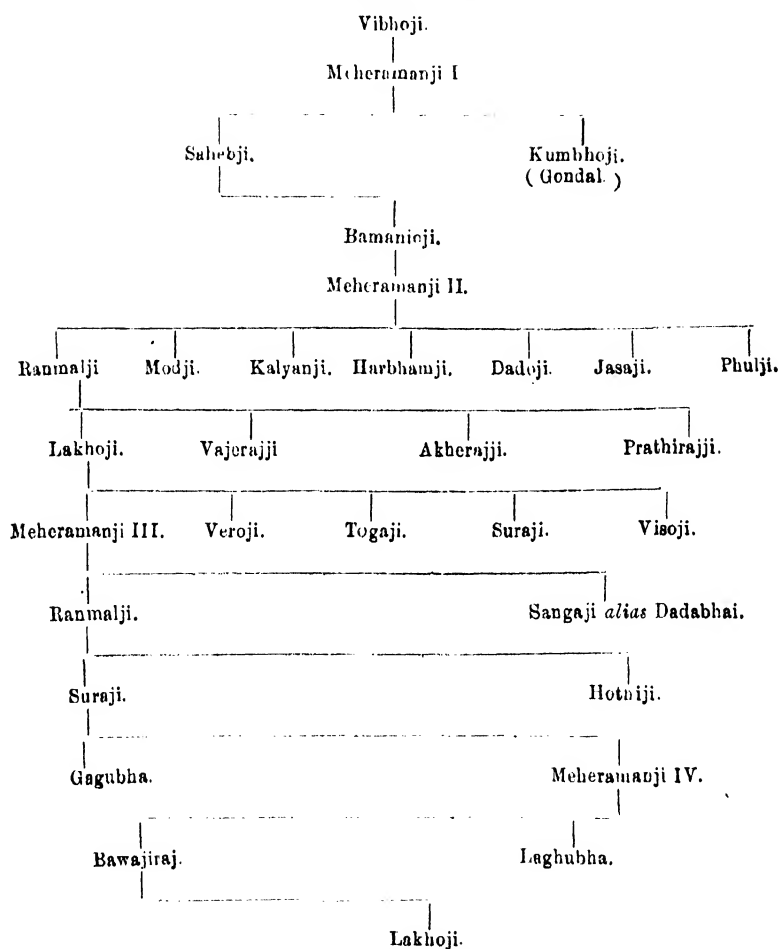 Vibhoji.
Meheramanji I
Sahebji. Kumbhoji.
(Gondal.)
Bamanioji.
Meheramanji II.
Ranmalji Modji. Kalyanji. Harbhamji. Dadoji. Jasaji. Phulji.
Lakhoji. Vajerajji Akherajji. Prathirajji.
Meheramanji III. Veroji. Togaji. Suraji. Visoji.
Ranmalji. Sangaji alias Dadabhai.
Suraji. Hothiji.
Gagubha. Meheramanji IV.
Bawajiraj. Laghubha.
Lakhoji.